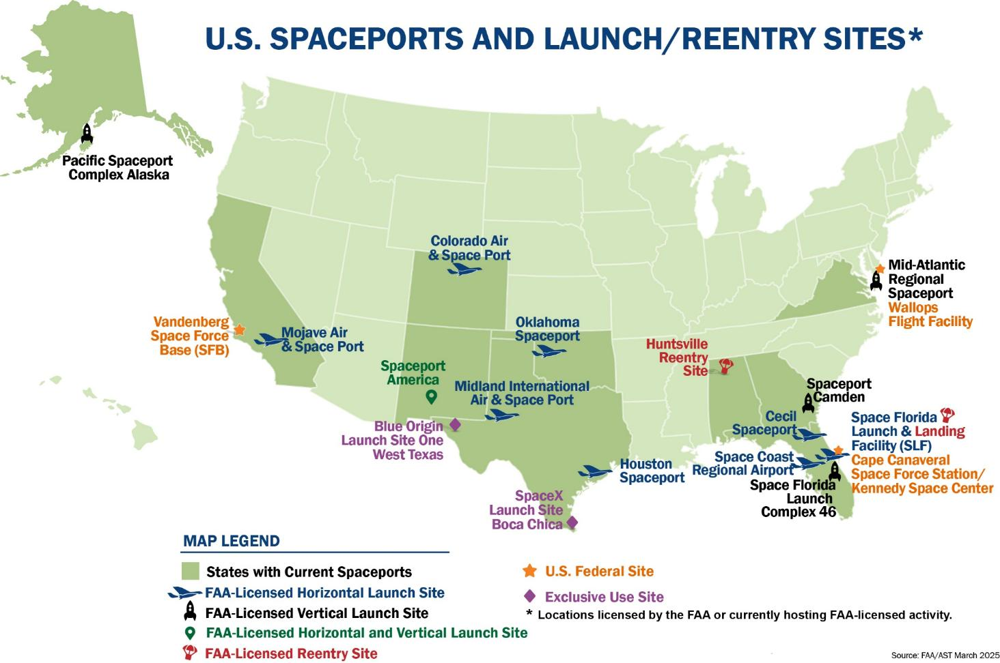 U.S. SPACEPORTS AND LAUNCH/REENTRY SITES*
Pacific Spaceport
Complex Alaska
Colorado Air
& Space Port
Mid-Atlantic
Regional
Spaceport
Wallops
Flight Facility
Vandenberg
Space Force
Base (SFB)
Mojave Air
& Space Port
Oklahoma
Spaceport
Huntsville
Reentry
Site
Spaceport
America
Midland International
Air & Space Port
Spaceport
Camden
Cecil
Spaceport
Space Florida
Launch & Landing
Facility (SLF)
Cape Canaveral
Space Force Station/
Kennedy Space Center
Blue Origin
Launch Site One
West Texas
Houston
Spaceport
Space Coast
Regional Airport
Space Florida
Launch
Complex 46
SpaceX
Launch Site
Boca Chica
MAP LEGEND
States with Current Spaceports
FAA-Licensed Horizontal Launch Site
FAA-Licensed Vertical Launch Site
FAA-Licensed Horizontal and Vertical Launch Site
FAA-Licensed Reentry Site
U.S. Federal Site
Exclusive Use Site
* Locations licensed by the FAA or currently hosting FAA-licensed activity.
Source: FAA/AST March 2025